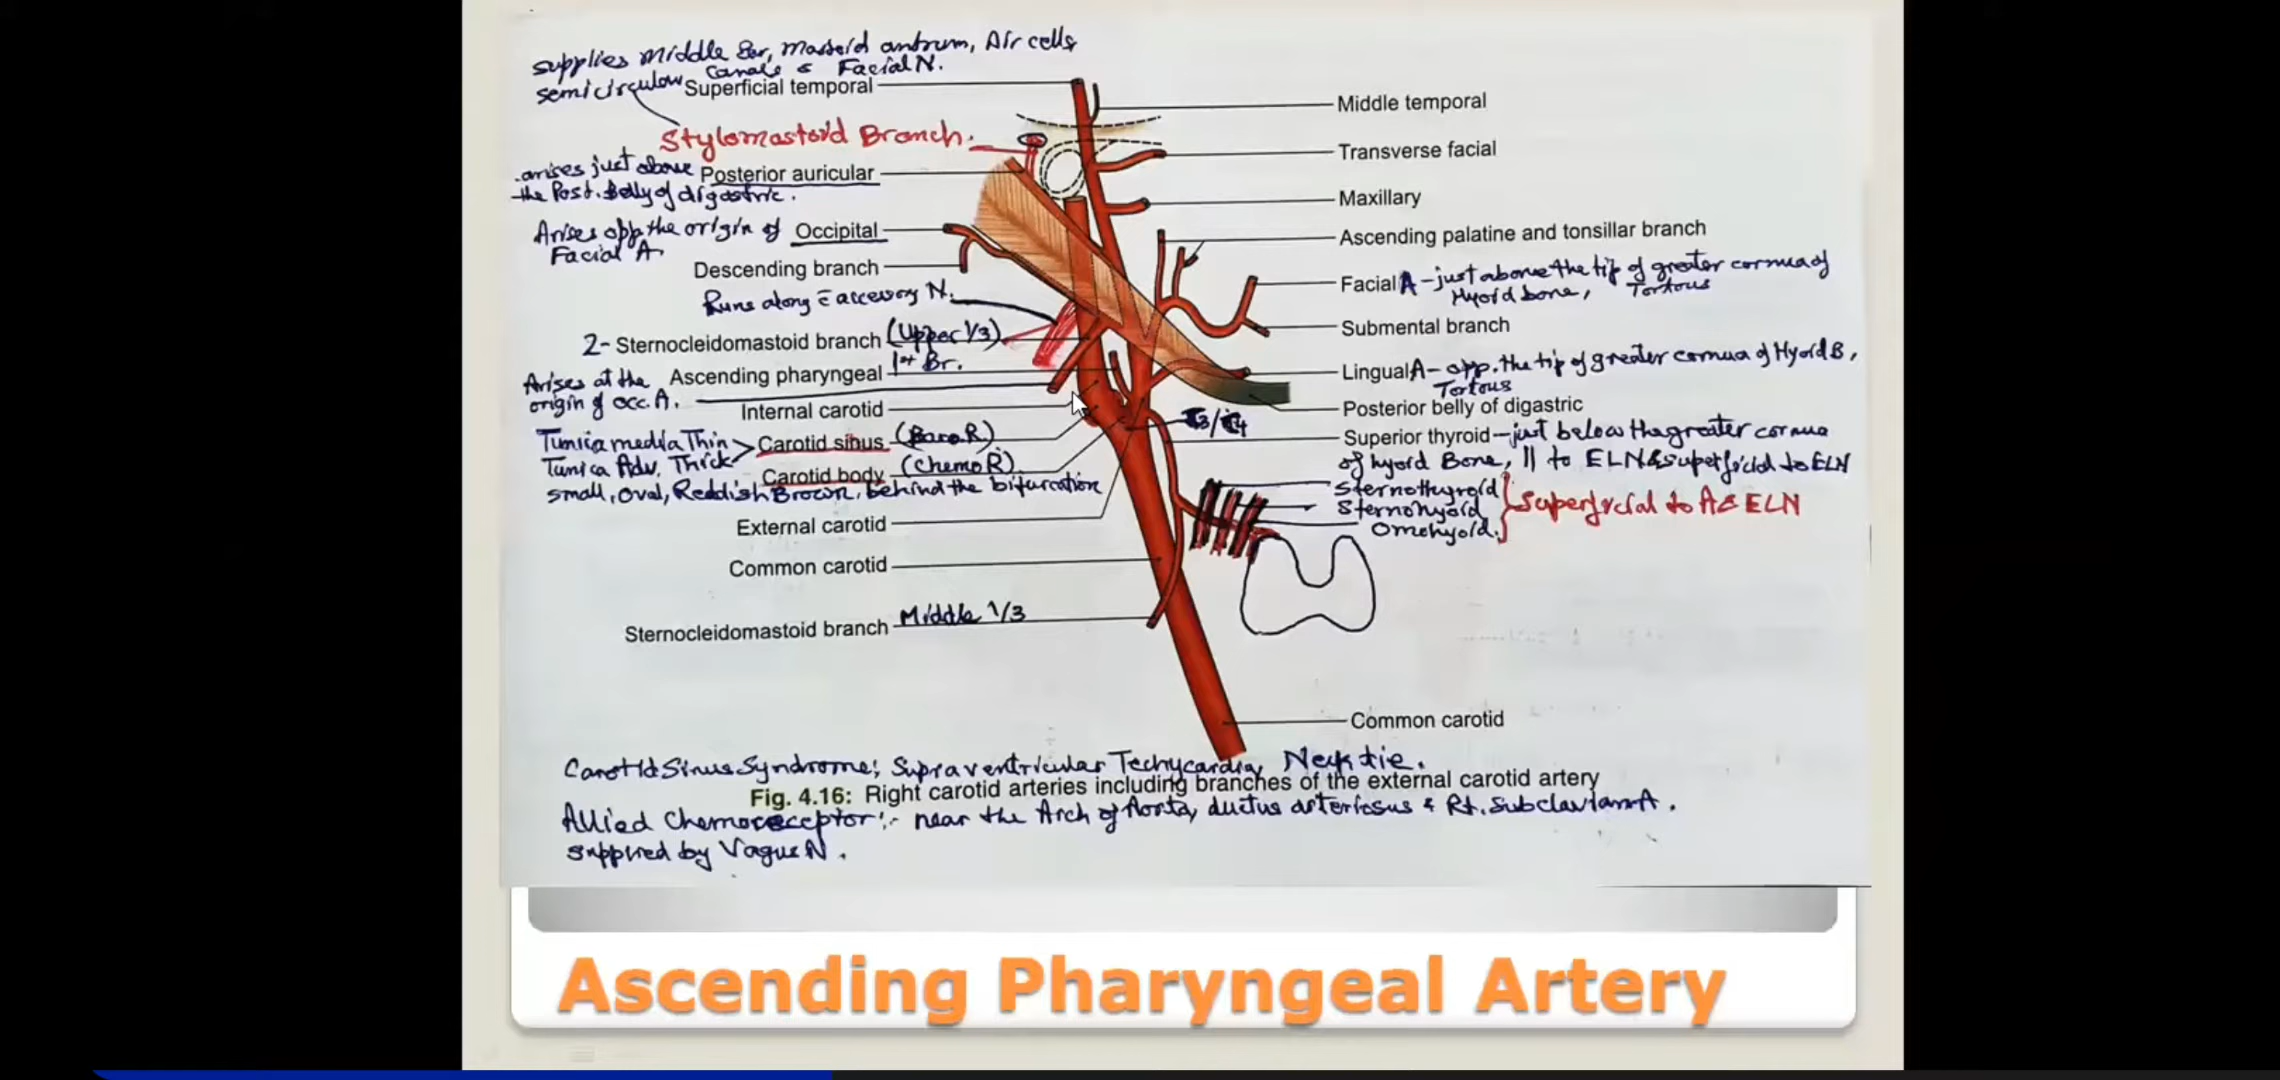 supplies Middle Ear, Mastoid antrum, Air cells
semicircular canals & Facial N.
Superficial temporal
Stylomastoid Branch.
arises just above
the Post. Belly of digastric.
Posterior auricular
Arises opp. the origin of
Facial A.
Occipital
Descending branch
Runs along c̄ accessory N.
2- Sternocleidomastoid branch (Upper 1/3)
1st Br.
Ascending pharyngeal
Arises at the
origin of occ. A.
Internal carotid
Tunica media Thin
Tunica Adv. Thick
Carotid sinus (Baro R)
Carotid body (Chemo R)
small, oval, Reddish Brown, behind the bifurcation
External carotid
Common carotid
Sternocleidomastoid branch Middle 1/3
Middle temporal
Transverse facial
Maxillary
Ascending palatine and tonsillar branch
Facial A - just above the tip of greater cornua of
Hyoid bone, Tortous
Submental branch
Lingual A - opp. the tip of greater cornua of Hyoid B,
Tortous
Posterior belly of digastric
Superior thyroid - just below the greater cornua
of hyoid Bone, || to ELN & superficial to ELN
Sternothyroid
Sternohyoid
Omohyoid.
Superficial to A & ELN
Common carotid
Carotid Sinus Syndrome; Supraventricular Techycardia, Neck tie.
Fig. 4.16: Right carotid arteries including branches of the external carotid artery
Allied Chemoreceptor:- near the Arch of Aorta, ductus arteriosus & Rt. Subclavian A.
supplied by Vagus N.
Ascending Pharyngeal Artery